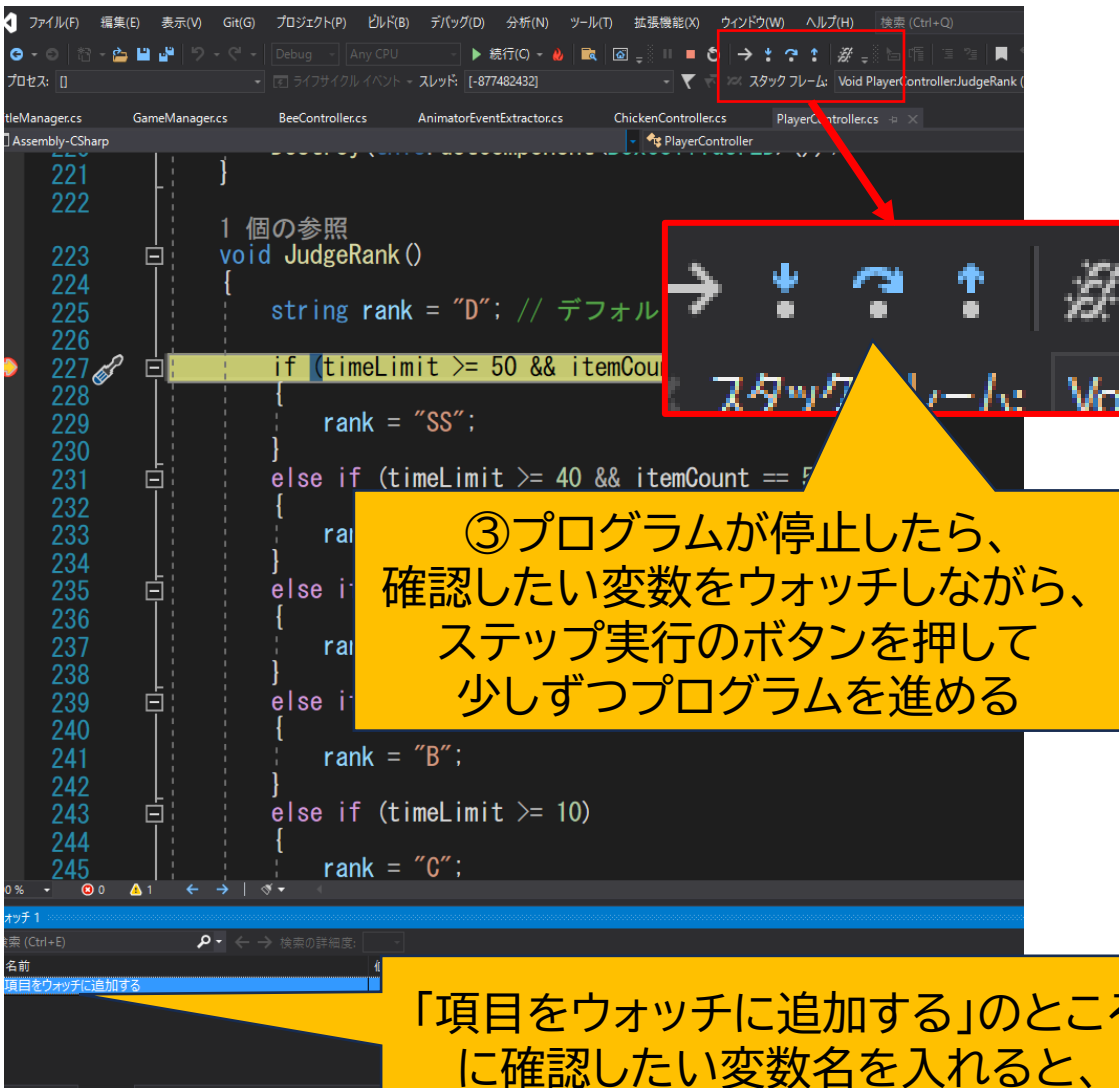 ファイル(F) 編集(E) 表示(V) Git(G) プロジェクト(P) ビルド(B) デバッグ(D) 分析(N) ツール(T) 拡張機能(X) ウィンドウ(W) ヘルプ(H) 検索 (Ctrl+Q)
Debug Any CPU 続行(C)
プロセス: [] ライフサイクル イベント スレッド: [-877482432] スタック フレーム: Void PlayerController:JudgeRank (
tleManager.cs GameManager.cs BeeController.cs AnimatorEventExtractor.cs ChickenController.cs PlayerController.cs
Assembly-CSharp PlayerController
221 }
222
1 個の参照
223 void JudgeRank()
224 {
225 string rank = "D"; // デフォル
226
227 if (timeLimit >= 50 && itemCou
228 {
229 rank = "SS";
230 }
231 else if (timeLimit >= 40 && itemCount ==
232 {
233 ra
234 }
235 else i
236 {
237 ra
238 }
239 else i
240 {
241 rank = "B";
242 }
243 else if (timeLimit >= 10)
244 {
245 rank = "C";
スタック
③プログラムが停止したら、
確認したい変数をウォッチしながら、
ステップ実行のボタンを押して
少しずつプログラムを進める
0 % 0 1
ォッチ 1
索 (Ctrl+E) 検索の詳細度:
名前
項目をウォッチに追加する
「項目をウォッチに追加する」のところ
に確認したい変数名を入れると、